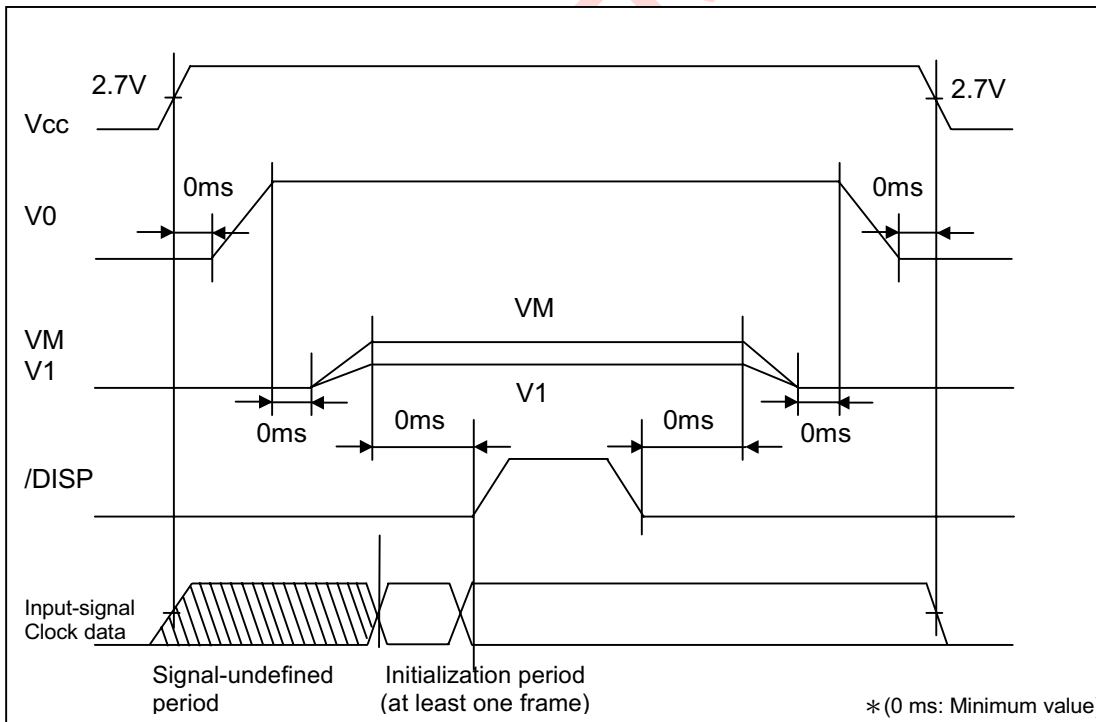 2.7V
2.7V
Vcc
0ms
0ms
V0
VM
VM
V1
V1
0ms
0ms
0ms
0ms
/DISP
Input-signal
Clock data
Signal-undefined
period
Initialization period
(at least one frame)
＊(0 ms: Minimum value)